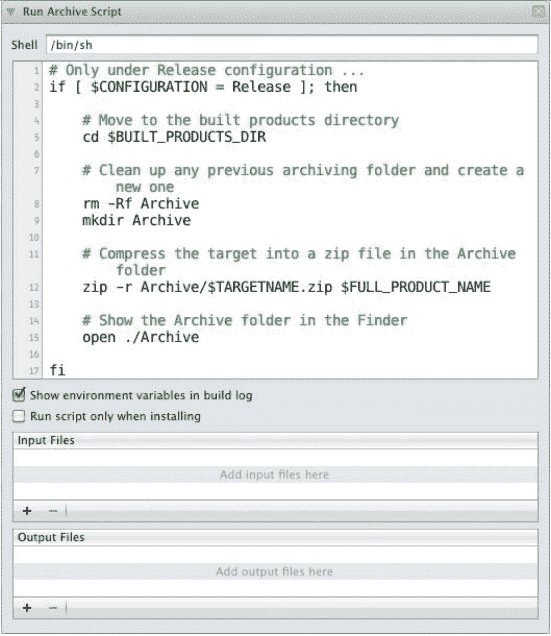 Run Archive Script
Shell /bin/sh
1 # Only under Release configuration ...
2 if [ $CONFIGURATION = Release ]; then
3
4 # Move to the built products directory
5 cd $BUILT_PRODUCTS_DIR
6
7 # Clean up any previous archiving folder and create a
new one
8 rm -Rf Archive
9 mkdir Archive
10
11 # Compress the target into a zip file in the Archive
folder
12 zip -r Archive/$TARGETNAME.zip $FULL_PRODUCT_NAME
13
14 # Show the Archive folder in the Finder
15 open ./Archive
16
17 fi
Show environment variables in build log
Run script only when installing
Input Files
Add input files here
+ −
Output Files
Add output files here
+ −